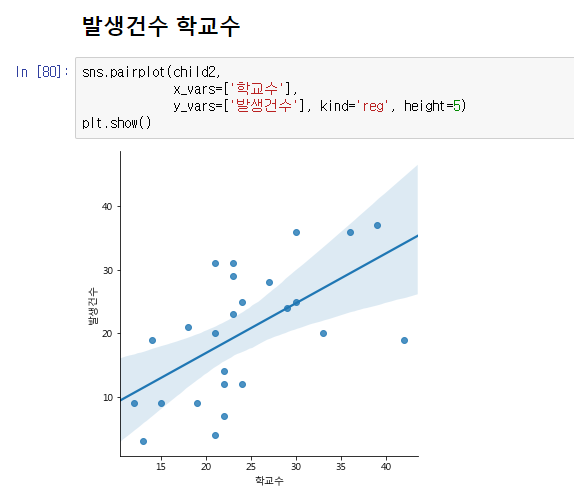 발생건수 학교수
In [80]: sns.pairplot(child2,
x_vars=['학교수'],
y_vars=['발생건수'], kind='reg', height=5)
plt.show()
40
30
20
10
발생건수
15 20 25 30 35 40
학교수